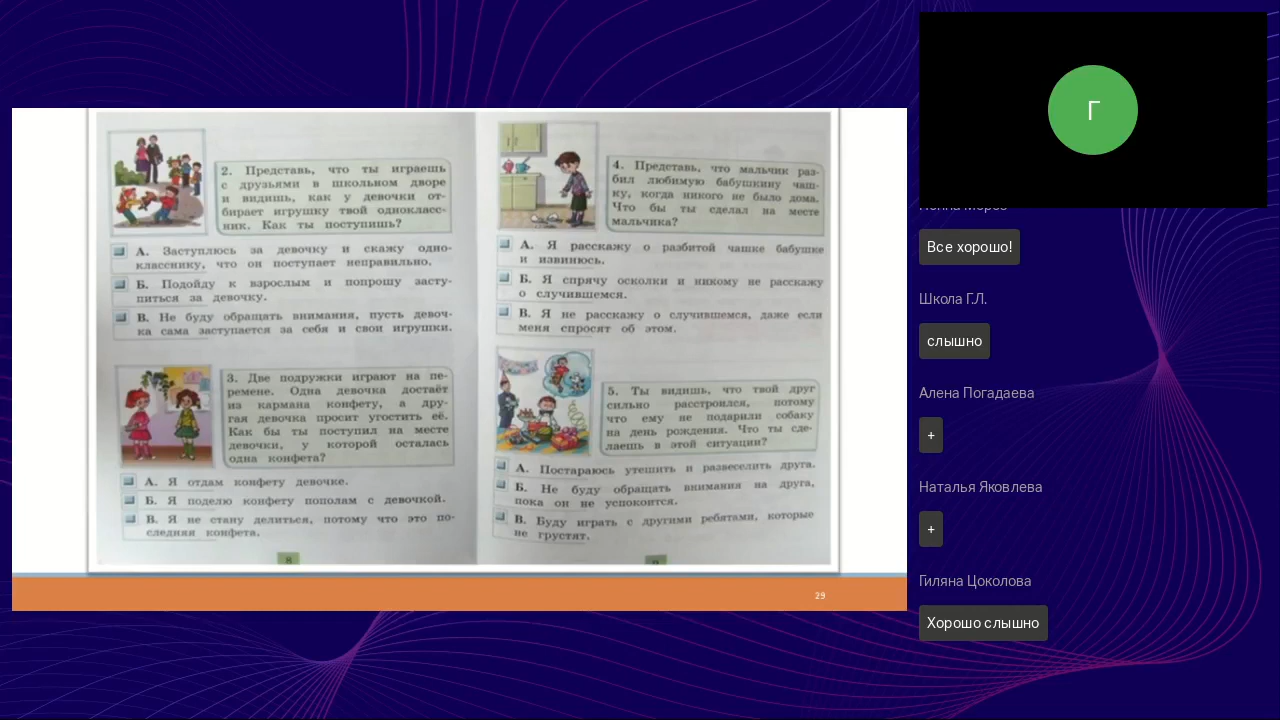 2. Представь, что ты играешь
с друзьями в школьном дворе
и видишь, как у девочки от-
бирает игрушку твой одноклас-
ник. Как ты поступишь?
А. Заступлюсь за девочку и скажу одно-
класснику, что он поступает неправильно.
Б. Подойду к взрослым и попрошу засту-
питься за девочку.
В. Не буду обращать внимания, пусть девоч-
ка сама заступается за себя и свои игрушки.
3. Две подружки играют на пе-
ремене. Одна девочка достаёт
из кармана конфету, а дру-
гая девочка просит угостить её.
Как бы ты поступил на месте
девочки, у которой осталась
одна конфета?
А. Я отдам конфету девочке.
Б. Я поделю конфету пополам с девочкой.
В. Я не стану делиться, потому что это по-
следняя конфета.
8
4. Представь, что мальчик раз-
бил любимую бабушкину чаш-
ку, когда никого не было дома.
Что бы ты сделал на месте
мальчика?
А. Я расскажу о разбитой чашке бабушке
и извинюсь.
Б. Я спрячу осколки и никому не расскажу
о случившемся.
В. Я не расскажу о случившемся, даже если
меня спросят об этом.
5. Ты видишь, что твой друг
сильно расстроился, потому
что ему не подарили собаку
на день рождения. Что ты сде-
лаешь в этой ситуации?
А. Постараюсь утешить и развеселить друга.
Б. Не буду обращать внимания на друга,
пока он не успокоится.
В. Буду играть с другими ребятами, которые
не грустят.
29
Г
Все хорошо!
Школа Г.Л.
слышно
Алена Погадаева
+
Наталья Яковлева
+
Гиляна Цоколова
Хорошо слышно